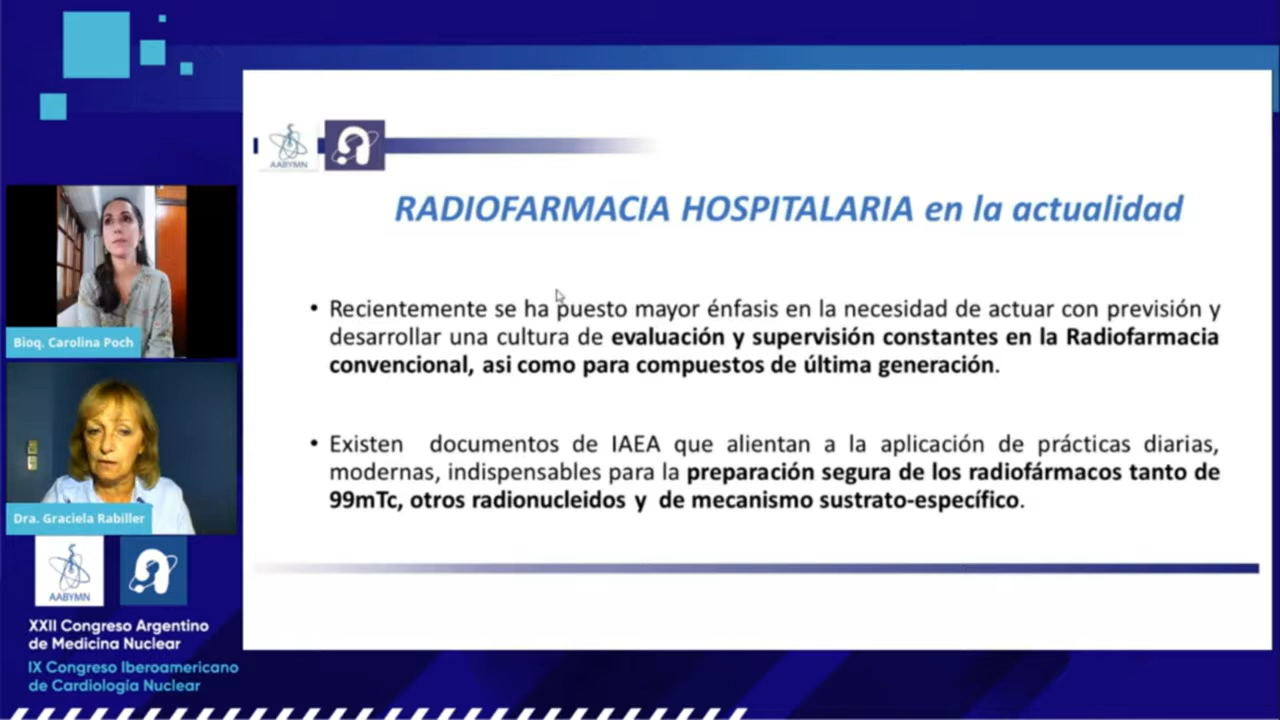 AABYMN
RADIOFARMACIA HOSPITALARIA en la actualidad
• Recientemente se ha puesto mayor énfasis en la necesidad de actuar con previsión y
desarrollar una cultura de evaluación y supervisión constantes en la Radiofarmacia
convencional, asi como para compuestos de última generación.
• Existen documentos de IAEA que alientan a la aplicación de prácticas diarias,
modernas, indispensables para la preparación segura de los radiofármacos tanto de
99mTc, otros radionucleidos y de mecanismo sustrato-específico.
Bioq. Carolina Poch
Dra. Graciela Rabiller
AABYMN
XXII Congreso Argentino
de Medicina Nuclear
IX Congreso Iberoamericano
de Cardiología Nuclear